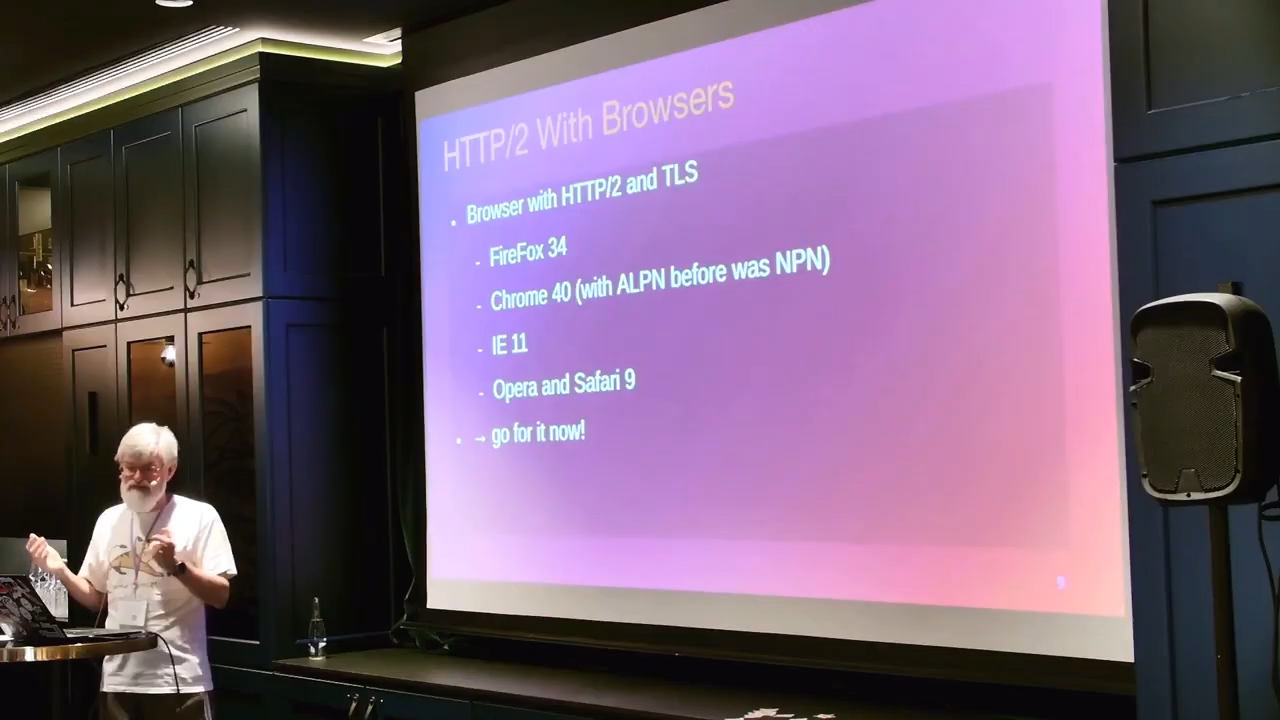 HTTP/2 With Browsers
• Browser with HTTP/2 and TLS
- FireFox 34
- Chrome 40 (with ALPN before was NPN)
- IE 11
- Opera and Safari 9
• → go for it now!
9